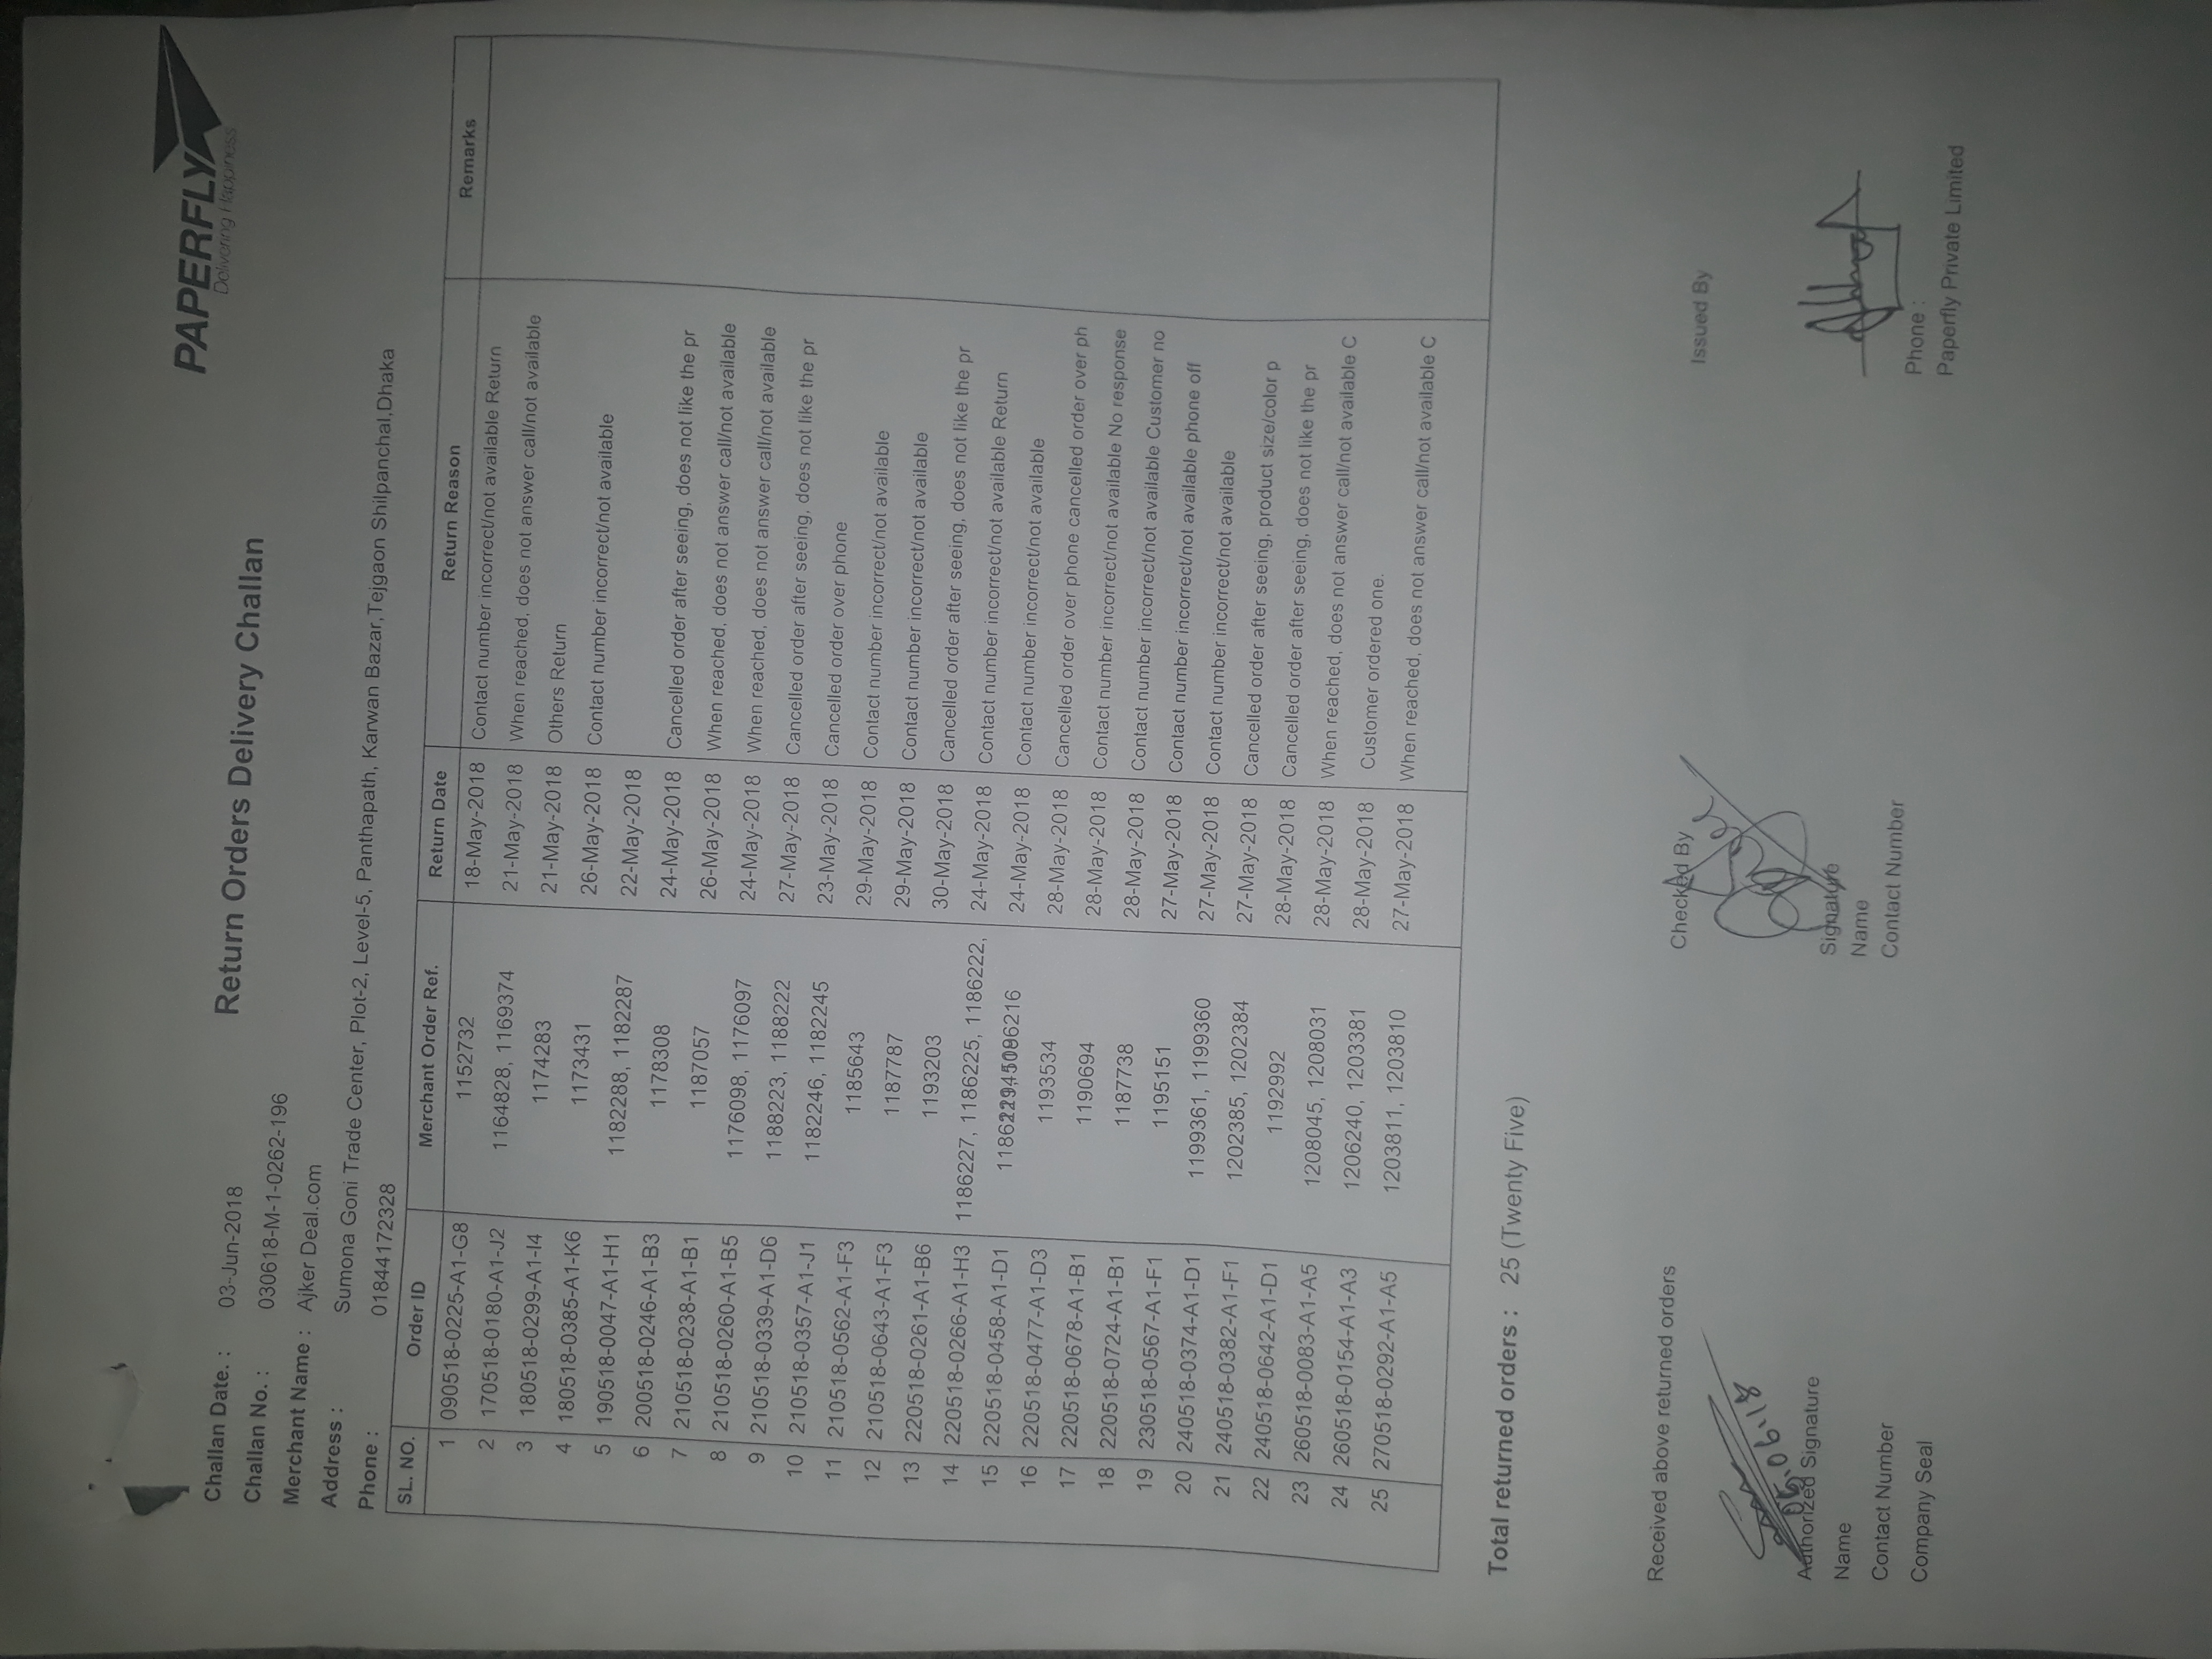 PAPERFLY
Delivering Happiness
Return Orders Delivery Challan
Challan Date. : 03-Jun-2018
Challan No. : 030618-M-1-0262-196
Merchant Name : Ajker Deal.com
Address : Sumona Goni Trade Center, Plot-2, Level-5, Panthapath, Karwan Bazar,Tejgaon Shilpanchal,Dhaka
Phone : 01844172328
SL. NO. Order ID Merchant Order Ref. Return Date Return Reason Remarks
1 090518-0225-A1-G8 1152732 18-May-2018 Contact number incorrect/not available Return
2 170518-0180-A1-J2 1164828, 1169374 21-May-2018 When reached, does not answer call/not available
3 180518-0299-A1-I4 1174283 21-May-2018 Others Return
4 180518-0385-A1-K6 1173431 26-May-2018 Contact number incorrect/not available
5 190518-0047-A1-H1 1182288, 1182287 22-May-2018
6 200518-0246-A1-B3 1178308 24-May-2018 Cancelled order after seeing, does not like the pr
7 210518-0238-A1-B1 1187057 26-May-2018 When reached, does not answer call/not available
8 210518-0260-A1-B5 1176098, 1176097 24-May-2018 When reached, does not answer call/not available
9 210518-0339-A1-D6 1188223, 1188222 27-May-2018 Cancelled order after seeing, does not like the pr
10 210518-0357-A1-J1 1182246, 1182245 23-May-2018 Cancelled order over phone
11 210518-0562-A1-F3 1185643 29-May-2018 Contact number incorrect/not available
12 210518-0643-A1-F3 1187787 29-May-2018 Contact number incorrect/not available
13 220518-0261-A1-B6 1193203 30-May-2018 Cancelled order after seeing, does not like the pr
14 220518-0266-A1-H3 1186227, 1186225, 1186222, 24-May-2018 Contact number incorrect/not available Return
15 220518-0458-A1-D1 24-May-2018 Contact number incorrect/not available
16 220518-0477-A1-D3 1193534 28-May-2018 Cancelled order over phone cancelled order over ph
17 220518-0678-A1-B1 1190694 28-May-2018 Contact number incorrect/not available No response
18 220518-0724-A1-B1 1187738 28-May-2018 Contact number incorrect/not available Customer no
19 230518-0567-A1-F1 1195151 27-May-2018 Contact number incorrect/not available phone off
20 240518-0374-A1-D1 1199361, 1199360 27-May-2018 Contact number incorrect/not available
21 240518-0382-A1-F1 1202385, 1202384 27-May-2018 Cancelled order after seeing, product size/color p
22 240518-0642-A1-D1 1192992 28-May-2018 Cancelled order after seeing, does not like the pr
23 260518-0083-A1-A5 1208045, 1208031 28-May-2018 When reached, does not answer call/not available C
24 260518-0154-A1-A3 1206240, 1203381 28-May-2018 Customer ordered one.
25 270518-0292-A1-A5 1203811, 1203810 27-May-2018 When reached, does not answer call/not available C
Total returned orders : 25 (Twenty Five)
Received above returned orders
05.06.18
Authorized Signature
Name
Contact Number
Company Seal
Checked By
Signature
Name
Contact Number
Issued By
Phone :
Paperfly Private Limited